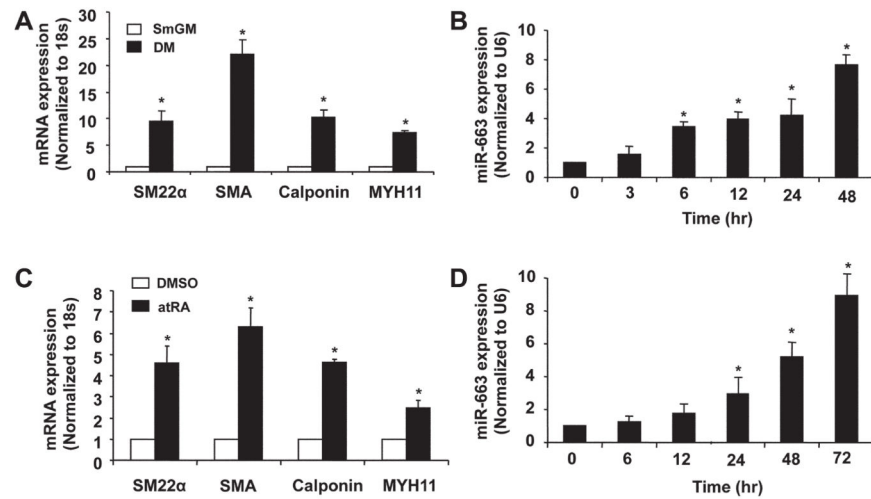 A
mRNA expression
(Normalized to 18s)
SmGM
DM
30
25
20
15
10
5
0
*
*
*
*
SM22α SMA Calponin MYH11
B
miR-663 expression
(Normalized to U6)
10
8
6
4
2
0
*
*
*
*
0 3 6 12 24 48
Time (hr)
C
mRNA expression
(Normalized to 18s)
DMSO
atRA
8
7
6
5
4
3
2
1
0
*
*
*
*
SM22α SMA Calponin MYH11
D
miR-663 expression
(Normalized to U6)
10
8
6
4
2
0
*
*
*
0 6 12 24 48 72
Time (hr)